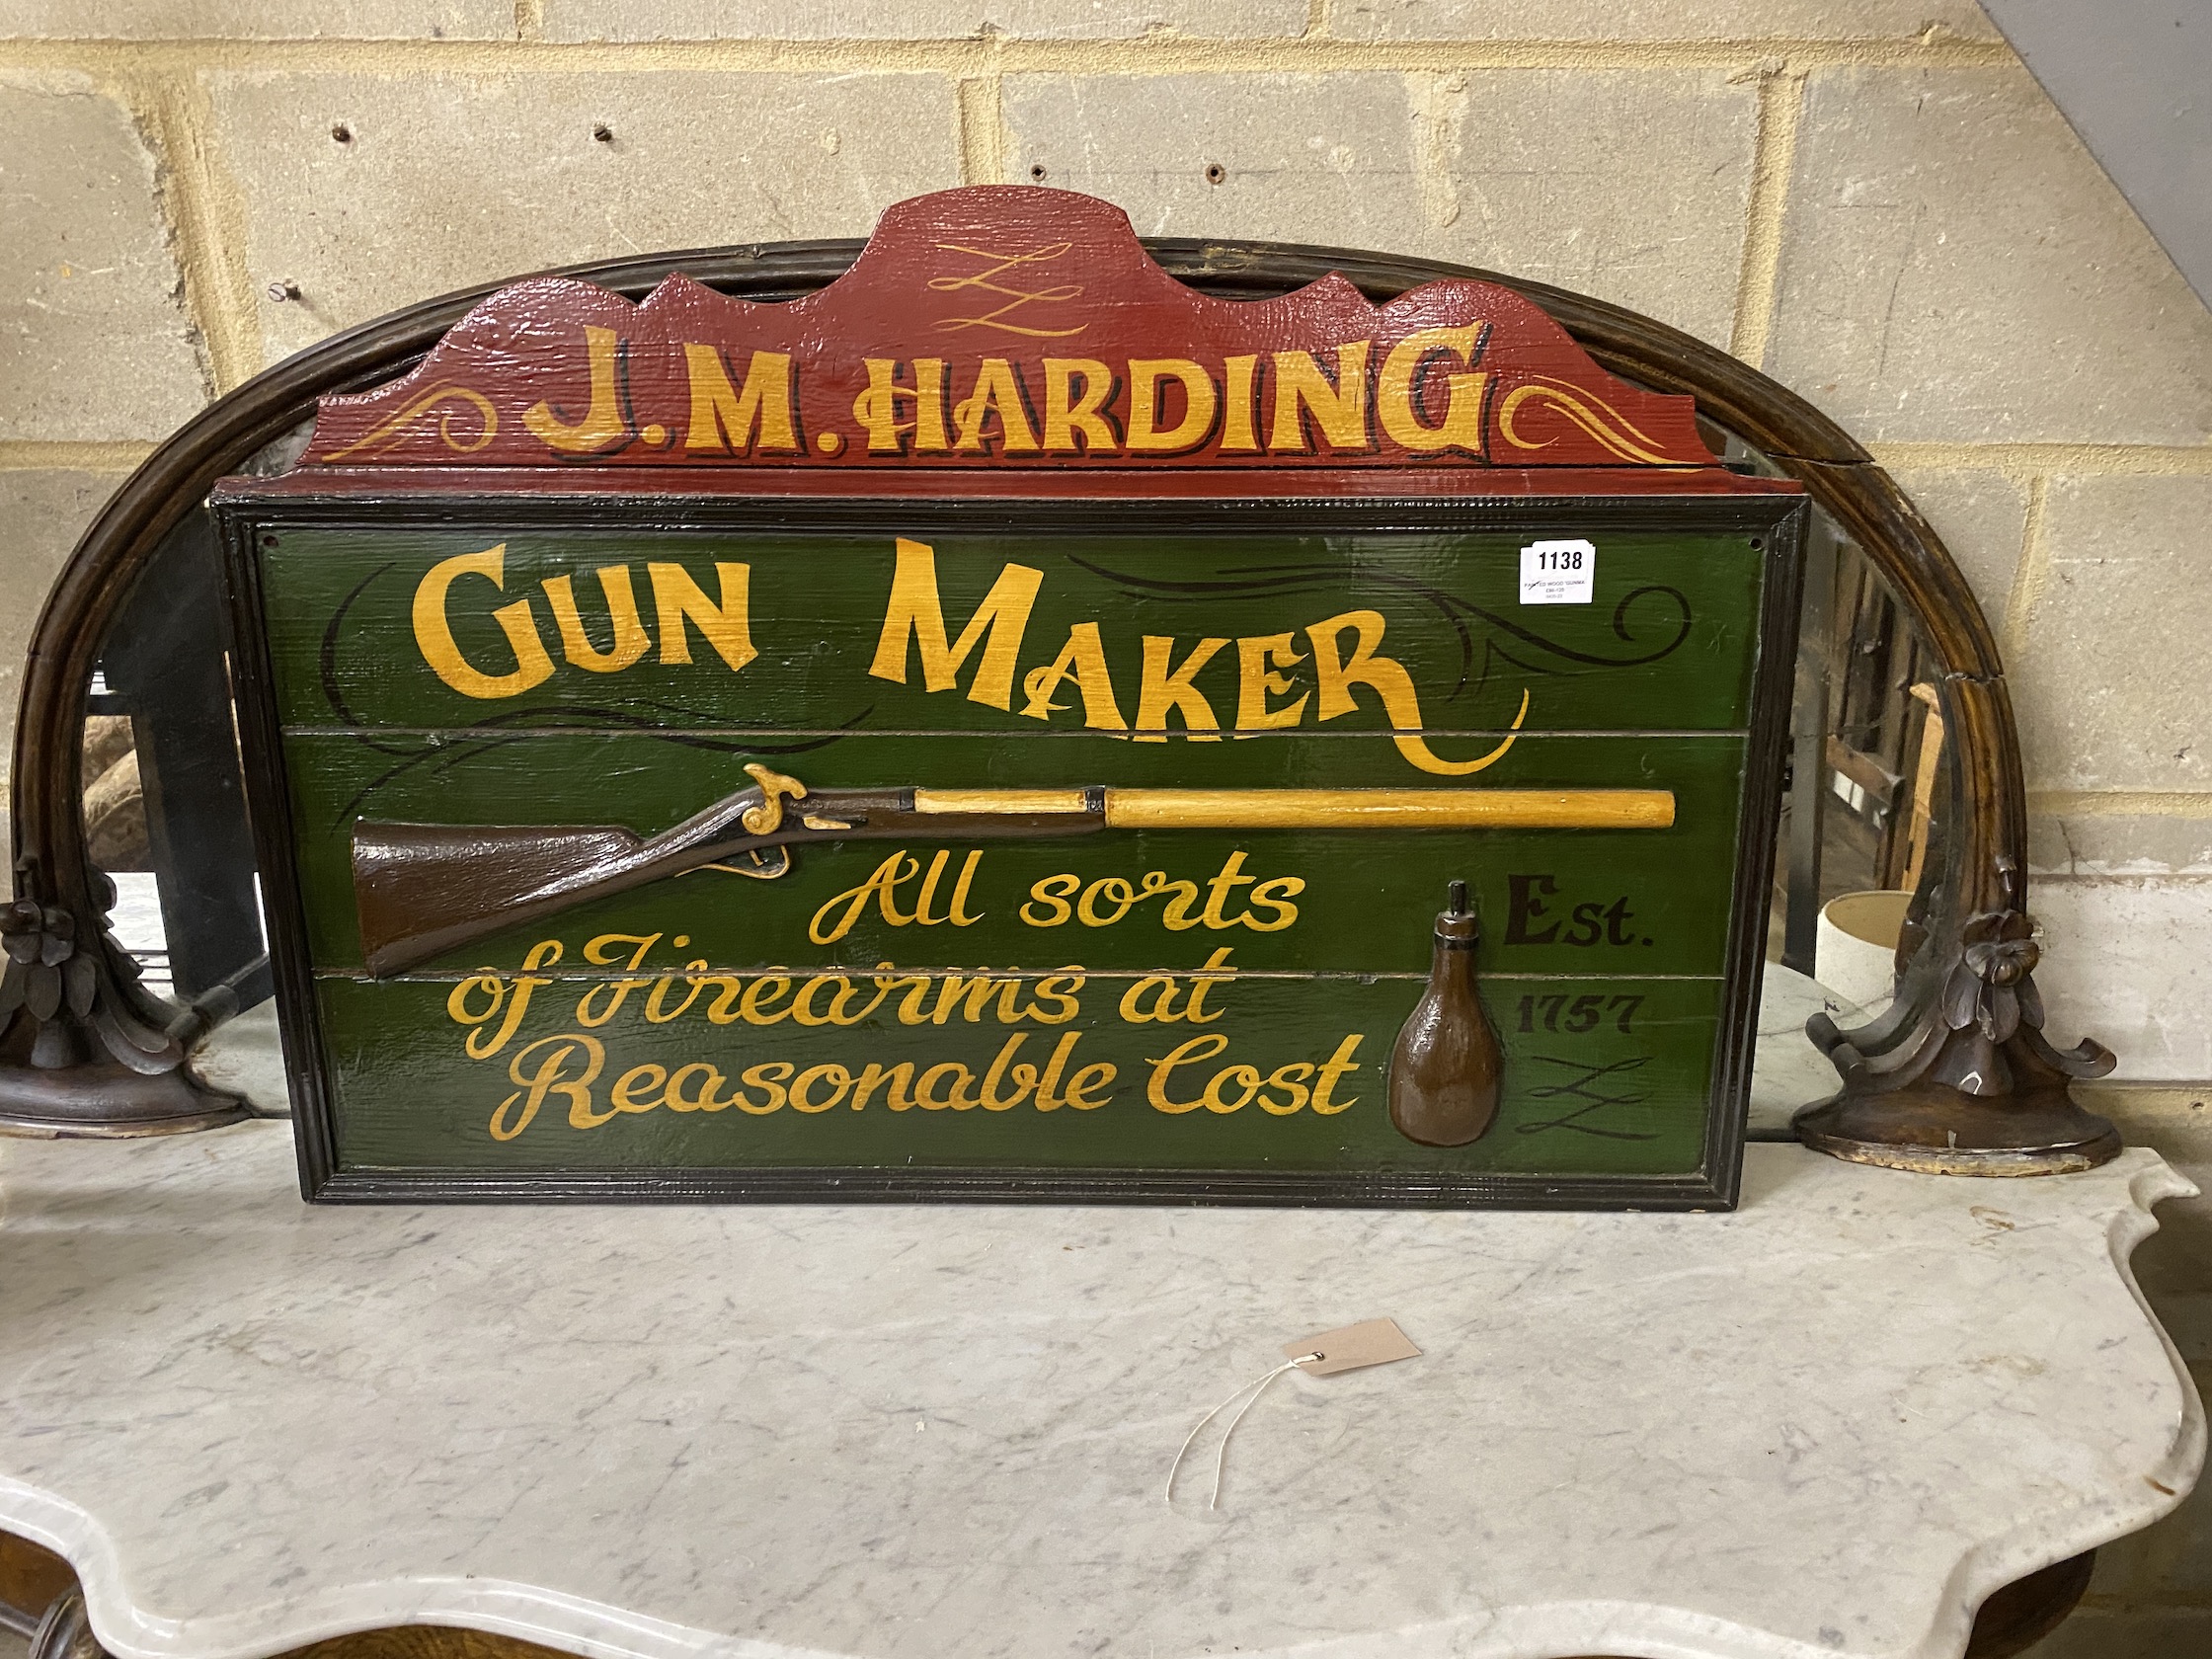 J. M. HARDING
GUN MAKER
1138
All sorts
of Firearms at
Reasonable Cost
Est.
1757